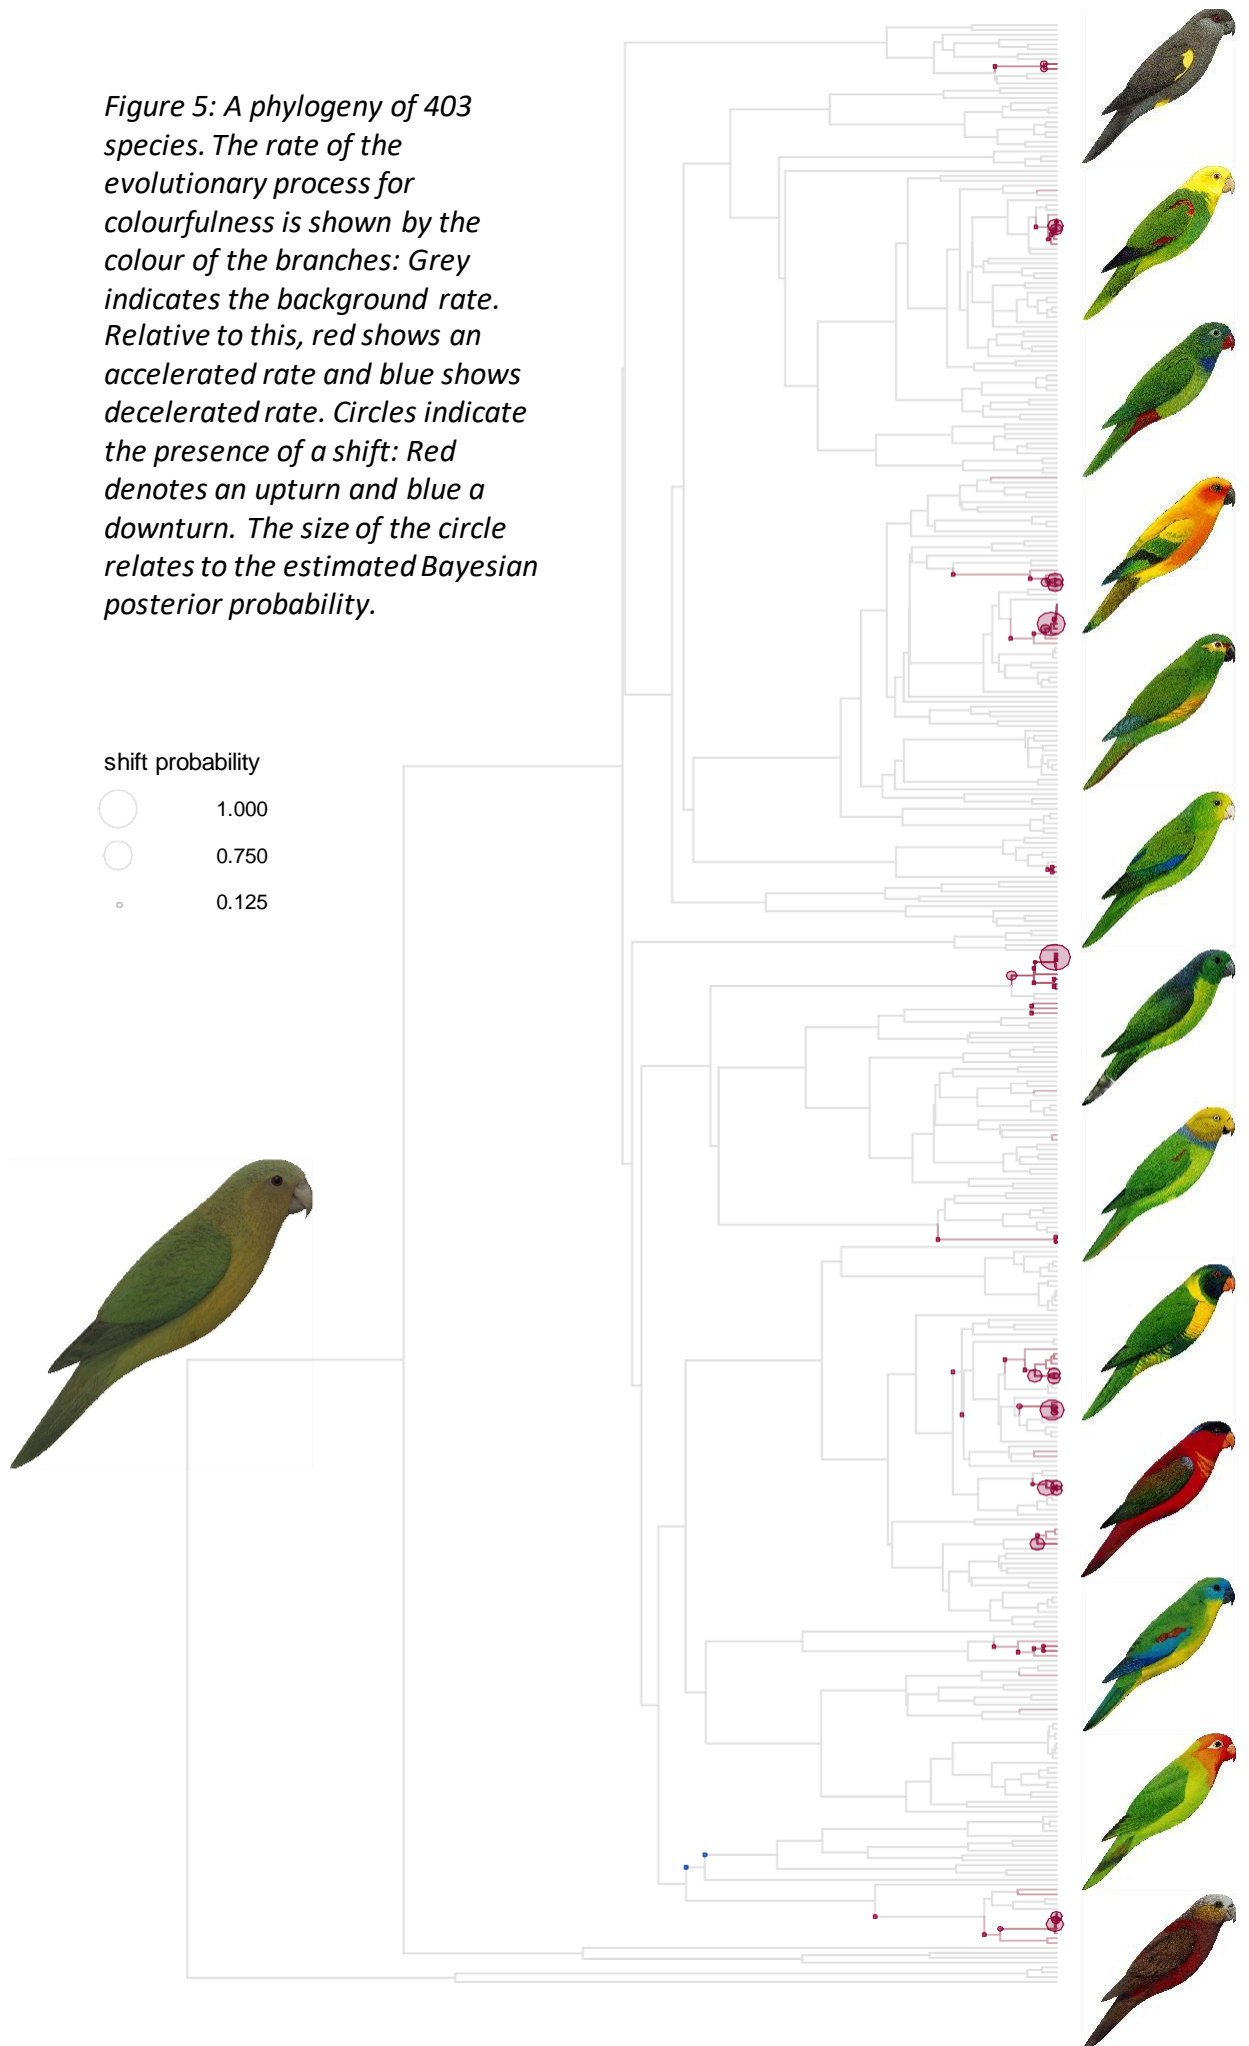 Figure 5: A phylogeny of 403
species. The rate of the
evolutionary process for
colourfulness is shown by the
colour of the branches: Grey
indicates the background rate.
Relative to this, red shows an
accelerated rate and blue shows
decelerated rate. Circles indicate
the presence of a shift: Red
denotes an upturn and blue a
downturn. The size of the circle
relates to the estimated Bayesian
posterior probability.
shift probability
1.000
0.750
0.125